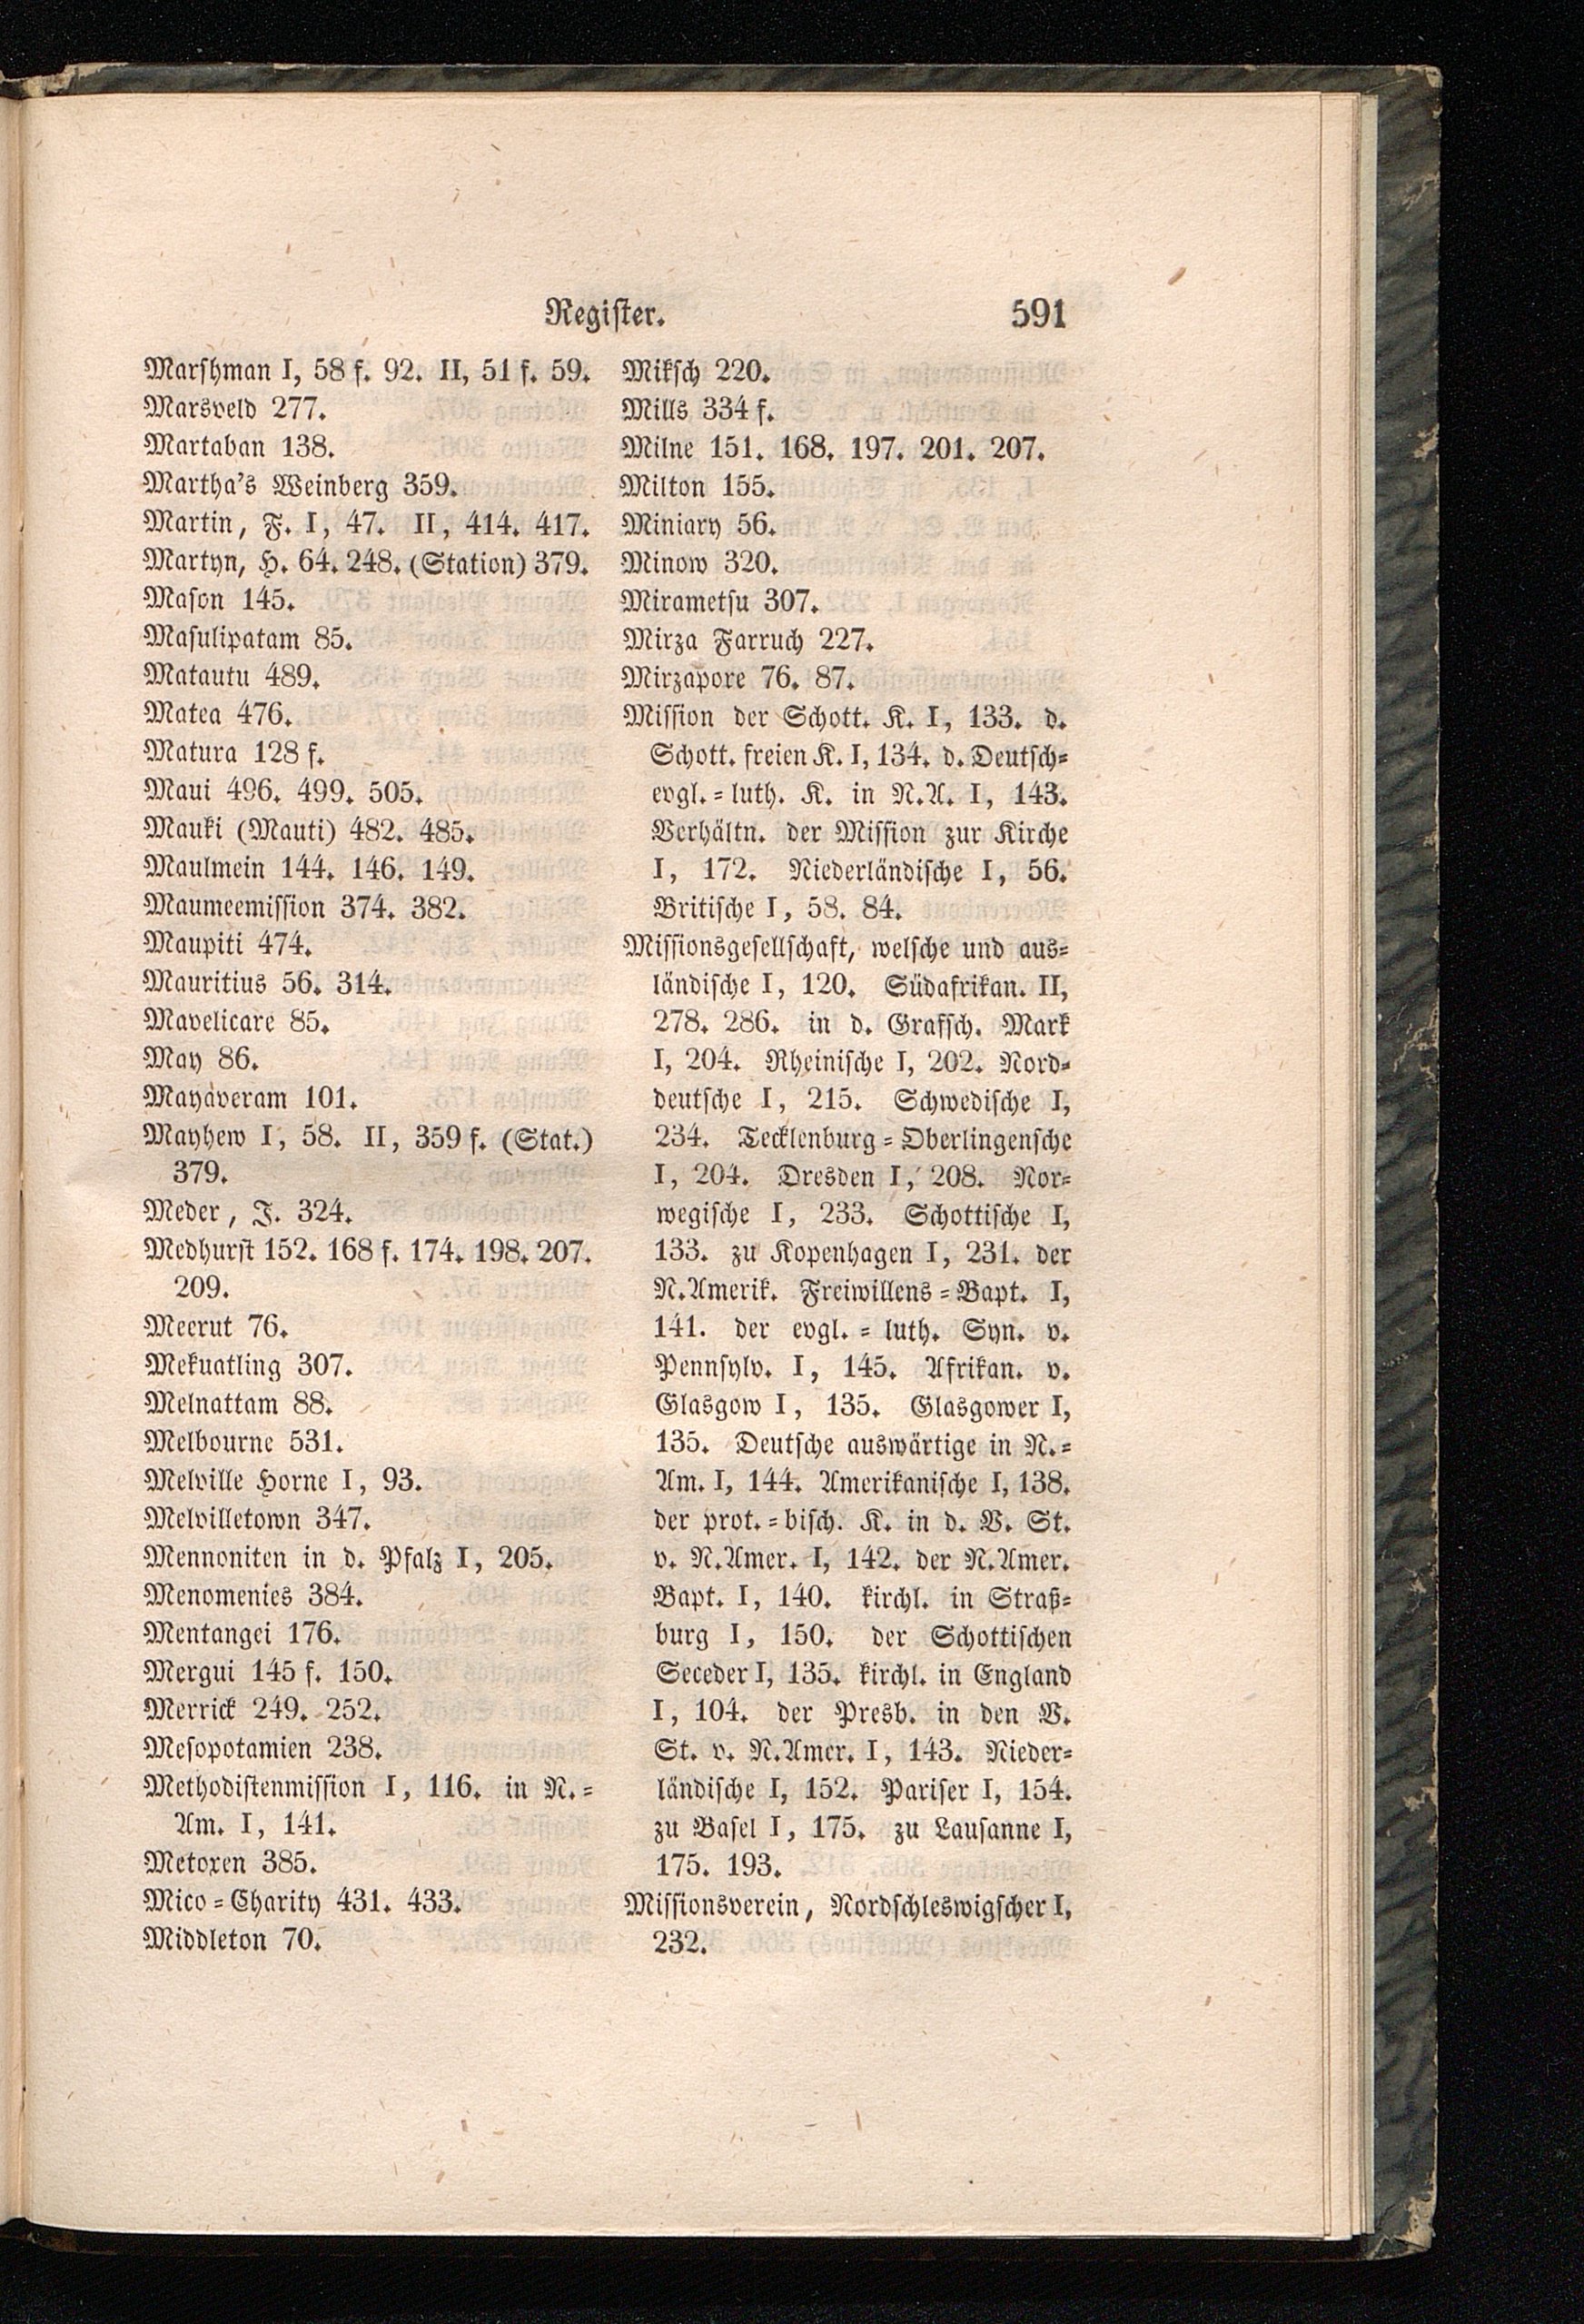 Register.
591
Marshman I, 58 f. 92. II, 51 f. 59.
Marsveld 277.
Martaban 138.
Martha's Weinberg 359.
Martin, F. I, 47. II, 414. 417.
Martyn, H. 64. 248. (Station) 379.
Mason 145.
Masulipatam 85.
Matautu 489.
Matea 476.
Matura 128 f.
Maui 496. 499. 505.
Mauki (Mauti) 482. 485.
Maulmein 144. 146. 149.
Maumeemission 374. 382.
Maupiti 474.
Mauritius 56. 314.
Mavelicare 85.
May 86.
Mayàveram 101.
Mayhew I, 58. II, 359 f. (Stat.)
379.
Meder, J. 324.
Medhurst 152. 168 f. 174. 198. 207.
209.
Meerut 76.
Mekuatling 307.
Melnattam 88.
Melbourne 531.
Melville Horne I, 93.
Melvilletown 347.
Mennoniten in d. Pfalz I, 205.
Menomenies 384.
Mentangei 176.
Mergui 145 f. 150.
Merrick 249. 252.
Mesopotamien 238.
Methodistenmission I, 116. in N.=
Am. I, 141.
Metoxen 385.
Mico=Charity 431. 433.
Middleton 70.
Miksch 220.
Mills 334 f.
Milne 151. 168. 197. 201. 207.
Milton 155.
Miniary 56.
Minow 320.
Mirametsu 307.
Mirza Farruch 227.
Mirzapore 76. 87.
Mission der Schott. K. I, 133. d.
Schott. freien K. I, 134. d. Deutsch=
evgl.=luth. K. in N.A. I, 143.
Verhältn. der Mission zur Kirche
I, 172. Niederländische I, 56.
Britische I, 58. 84.
Missionsgesellschaft, welsche und aus=
ländische I, 120. Südafrikan. II,
278. 286. in d. Grafsch. Mark
I, 204. Rheinische I, 202. Nord=
deutsche I, 215. Schwedische I,
234. Tecklenburg=Oberlingensche
I, 204. Dresden I, 208. Nor=
wegische I, 233. Schottische I,
133. zu Kopenhagen I, 231. der
N.Amerik. Freiwillens=Bapt. I,
141. der evgl.=luth. Syn. v.
Pennsylv. I, 145. Afrikan. v.
Glasgow I, 135. Glasgower I,
135. Deutsche auswärtige in N.=
Am. I, 144. Amerikanische I, 138.
der prot.=bisch. K. in d. V. St.
v. N.Amer. I, 142. der N.Amer.
Bapt. I, 140. kirchl. in Straß=
burg I, 150. der Schottischen
Seceder I, 135. kirchl. in England
I, 104. der Presb. in den V.
St. v. N.Amer. I, 143. Nieder=
ländische I, 152. Pariser I, 154.
zu Basel I, 175. zu Lausanne I,
175. 193.
Missionsverein, Nordschleswigscher I,
232.